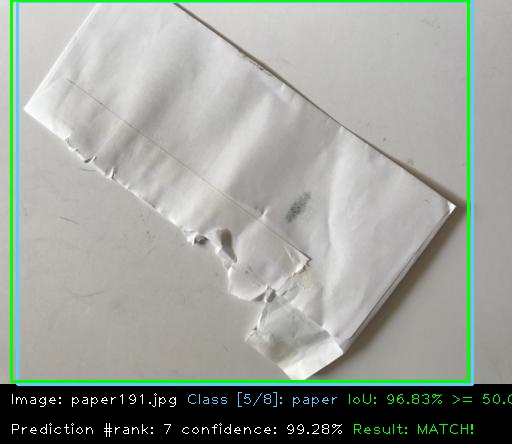 Image: paper191.jpg Class [5/8]: paper IoU: 96.83% >= 50.0
Prediction #rank: 7 confidence: 99.28% Result: MATCH!